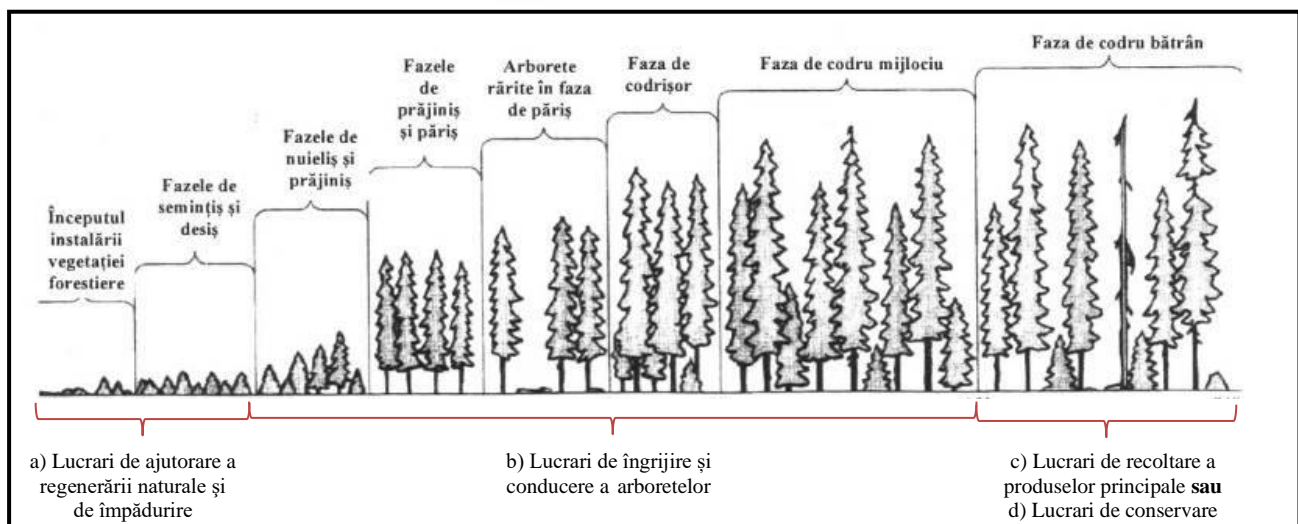 Începutul
instalării
vegetației
forestiere
Fazele de
semințiș și
desiș
Fazele de
nuieliș și
prăjiniș
Fazele
de
prăjiniș
și păriș
Arborete
rărite în faza
de păriș
Faza de
codrișor
Faza de codru mijlociu
Faza de codru bătrân
a) Lucrari de ajutorare a
regenerării naturale şi
de împădurire
b) Lucrari de îngrijire și
conducere a arboretelor
c) Lucrari de recoltare a
produselor principale sau
d) Lucrari de conservare